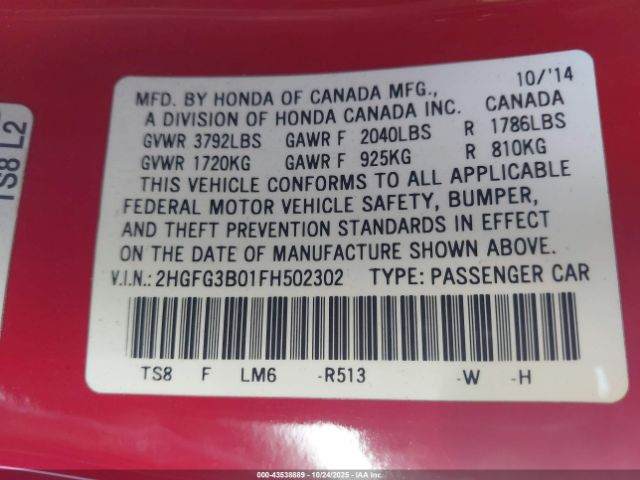 TS8 L2
10/'14
MFD. BY HONDA OF CANADA MFG.,
A DIVISION OF HONDA CANADA INC. CANADA
GVWR 3792LBS GAWR F 2040LBS R 1786LBS
GVWR 1720KG GAWR F 925KG R 810KG
THIS VEHICLE CONFORMS TO ALL APPLICABLE
FEDERAL MOTOR VEHICLE SAFETY, BUMPER,
AND THEFT PREVENTION STANDARDS IN EFFECT
ON THE DATE OF MANUFACTURE SHOWN ABOVE.
V.I.N.: 2HGFG3B01FH502302 TYPE: PASSENGER CAR
TS8 F LM6 -R513 -W -H
000-43538889 - 10/24/2025 - IAAI.COM